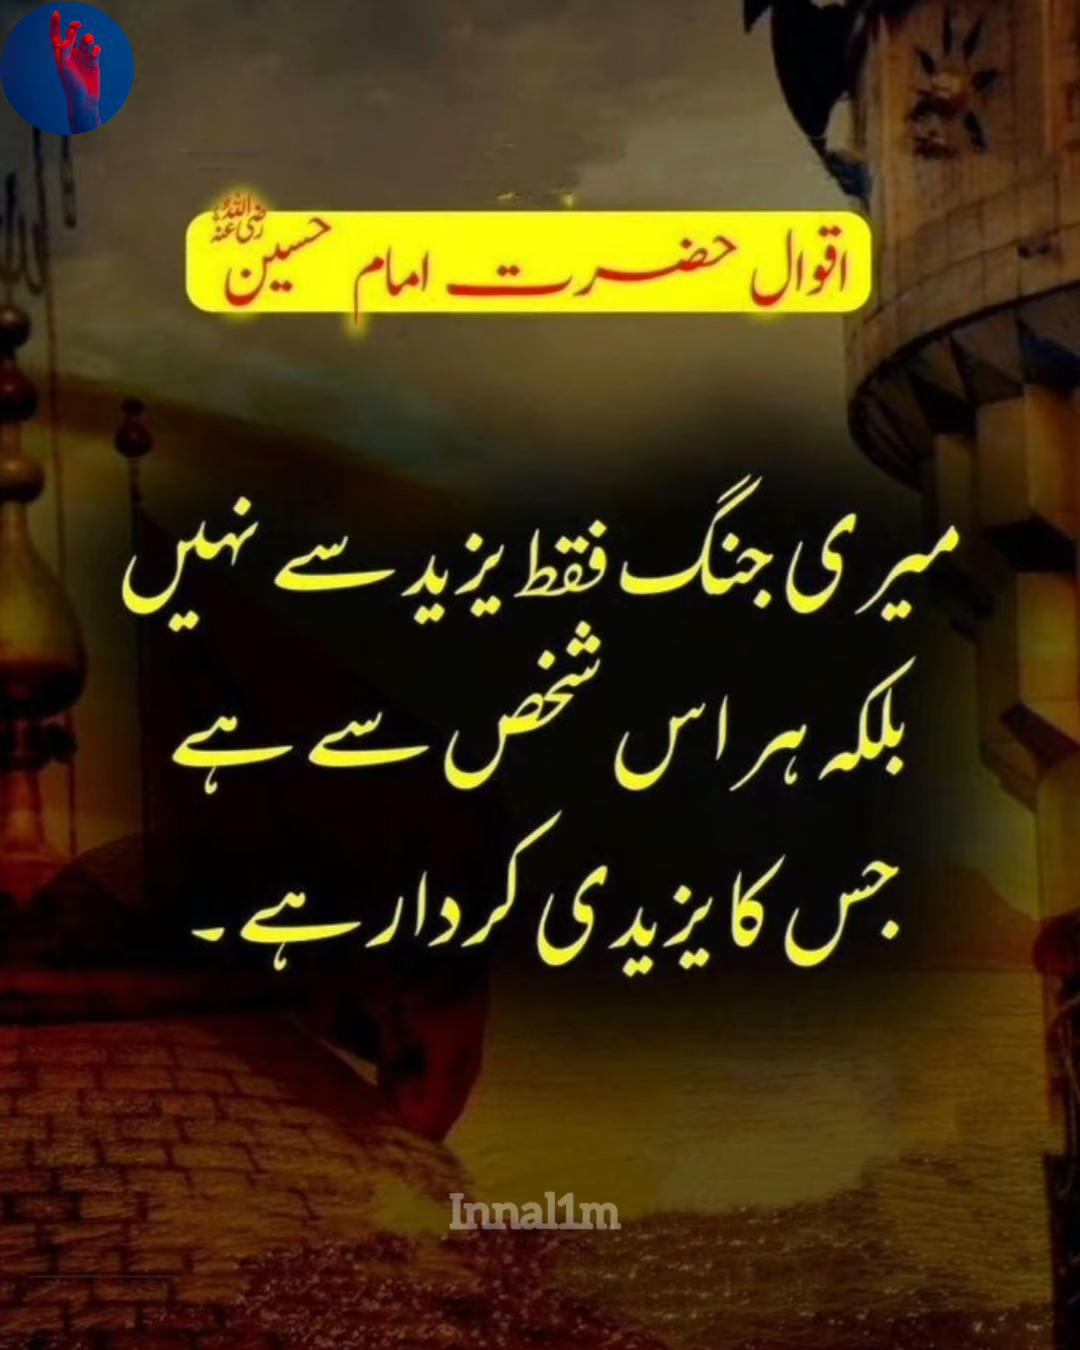 اقوال حضرت امام حسین رضی اللہ عنہ
میری جنگ فقط یزید سے نہیں
بلکہ ہر اس شخص سے ہے
جس کا یزیدی کردار ہے۔
Innal1m